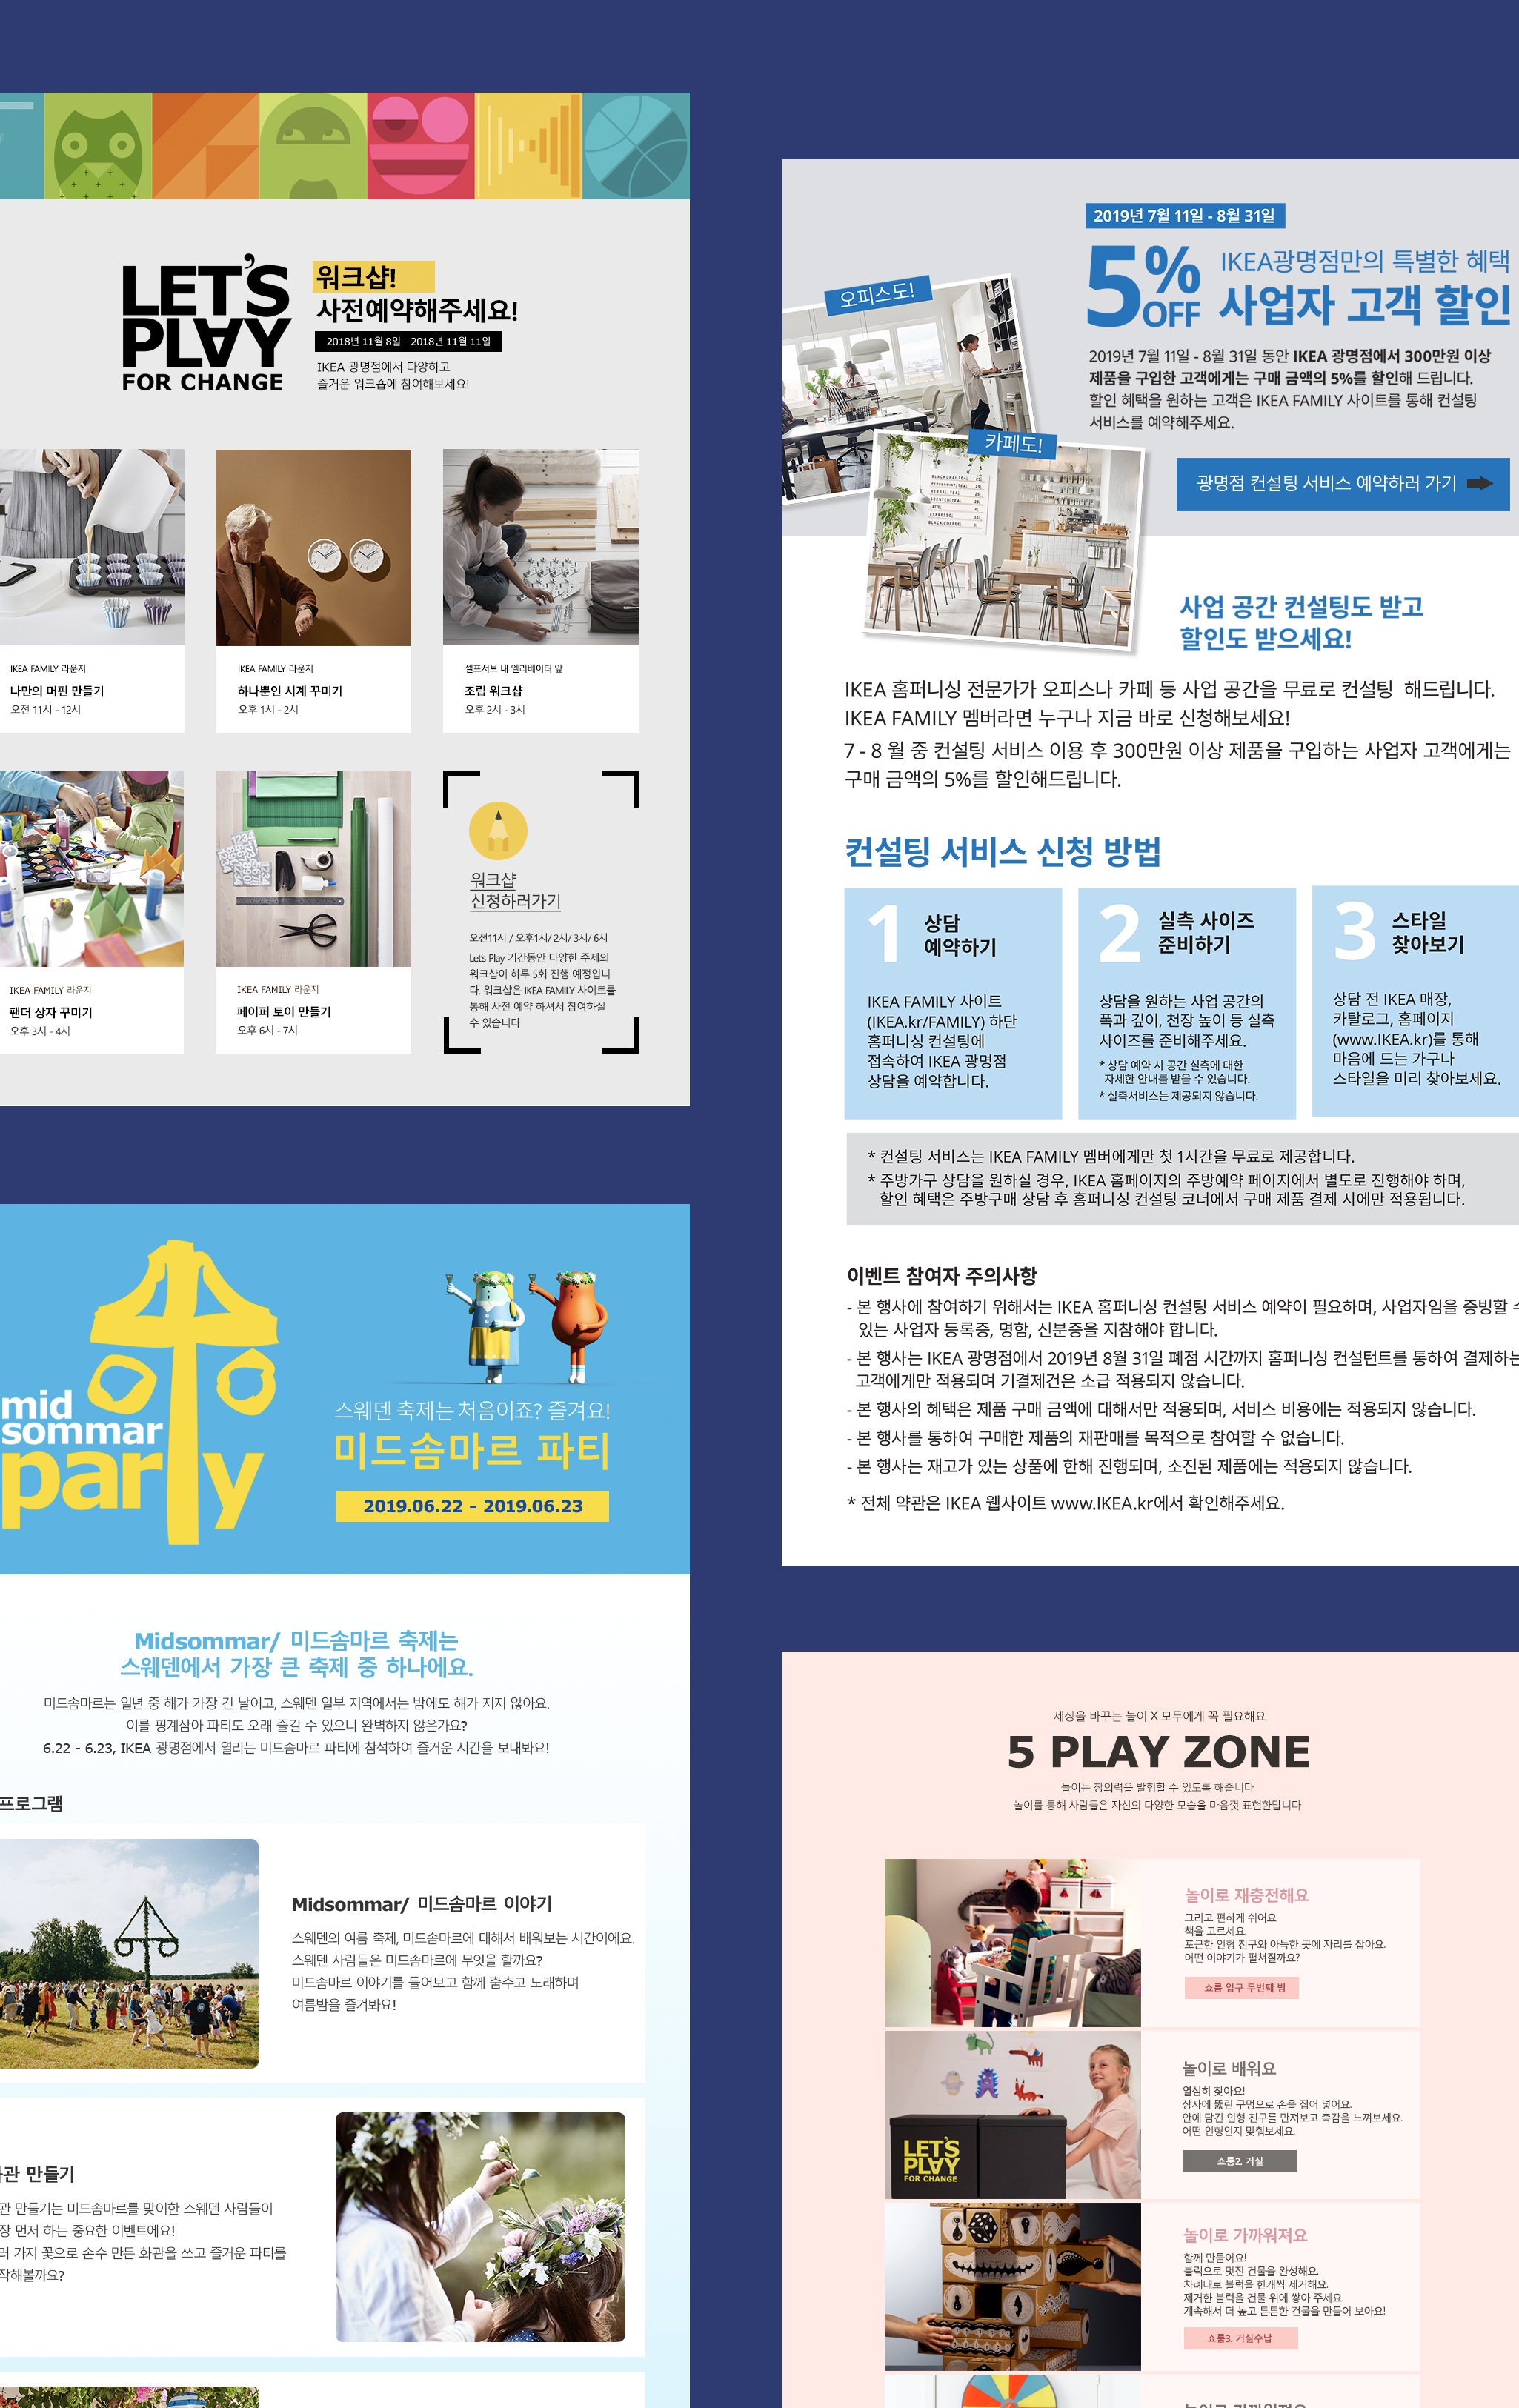 LET'S
PLAY
FOR CHANGE
워크샵!
사전예약해주세요!
2018년 11월 8일 - 2018년 11월 11일
IKEA 광명점에서 다양하고
즐거운 워크숍에 참여해보세요!
IKEA FAMILY 라운지
나만의 머핀 만들기
오전 11시 - 12시
IKEA FAMILY 라운지
하나뿐인 시계 꾸미기
오후 1시 - 2시
셀프서브 내 엘리베이터 앞
조립 워크샵
오후 2시 - 3시
IKEA FAMILY 라운지
팬더 상자 꾸미기
오후 3시 - 4시
IKEA FAMILY 라운지
페이퍼 토이 만들기
오후 6시 - 7시
워크샵
신청하러가기
오전11시 / 오후1시/ 2시/ 3시/ 6시
Let's Play 기간동안 다양한 주제의
워크샵이 하루 5회 진행 예정입니
다. 워크샵은 IKEA FAMILY 사이트를
통해 사전 예약 하셔서 참여하실
수 있습니다
mid
sommar
party
스웨덴 축제는 처음이죠? 즐겨요!
미드솜마르 파티
2019.06.22 - 2019.06.23
Midsommar/ 미드솜마르 축제는
스웨덴에서 가장 큰 축제 중 하나에요.
미드솜마르는 일년 중 해가 가장 긴 날이고, 스웨덴 일부 지역에서는 밤에도 해가 지지 않아요.
이를 핑계삼아 파티도 오래 즐길 수 있으니 완벽하지 않은가요?
6.22 - 6.23, IKEA 광명점에서 열리는 미드솜마르 파티에 참석하여 즐거운 시간을 보내봐요!
프로그램
Midsommar/ 미드솜마르 이야기
스웨덴의 여름 축제, 미드솜마르에 대해서 배워보는 시간이에요.
스웨덴 사람들은 미드솜마르에 무엇을 할까요?
미드솜마르 이야기를 들어보고 함께 춤추고 노래하며
여름밤을 즐겨봐요!
관 만들기
관 만들기는 미드솜마르를 맞이한 스웨덴 사람들이
장 먼저 하는 중요한 이벤트에요!
러 가지 꽃으로 손수 만든 화관을 쓰고 즐거운 파티를
작해볼까요?
2019년 7월 11일 - 8월 31일
5% OFF
IKEA광명점만의 특별한 혜택
사업자 고객 할인
2019년 7월 11일 - 8월 31일 동안 IKEA 광명점에서 300만원 이상
제품을 구입한 고객에게는 구매 금액의 5%를 할인해 드립니다.
할인 혜택을 원하는 고객은 IKEA FAMILY 사이트를 통해 컨설팅
서비스를 예약해주세요.
광명점 컨설팅 서비스 예약하러 가기
오피스도!
카페도!
사업 공간 컨설팅도 받고
할인도 받으세요!
IKEA 홈퍼니싱 전문가가 오피스나 카페 등 사업 공간을 무료로 컨설팅 해드립니다.
IKEA FAMILY 멤버라면 누구나 지금 바로 신청해보세요!
7 - 8 월 중 컨설팅 서비스 이용 후 300만원 이상 제품을 구입하는 사업자 고객에게는
구매 금액의 5%를 할인해드립니다.
컨설팅 서비스 신청 방법
1 상담
예약하기
IKEA FAMILY 사이트
(IKEA.kr/FAMILY) 하단
홈퍼니싱 컨설팅에
접속하여 IKEA 광명점
상담을 예약합니다.
2 실측 사이즈
준비하기
상담을 원하는 사업 공간의
폭과 깊이, 천장 높이 등 실측
사이즈를 준비해주세요.
* 상담 예약 시 공간 실측에 대한
자세한 안내를 받을 수 있습니다.
* 실측서비스는 제공되지 않습니다.
3 스타일
찾아보기
상담 전 IKEA 매장,
카탈로그, 홈페이지
(www.IKEA.kr)를 통해
마음에 드는 가구나
스타일을 미리 찾아보세요.
* 컨설팅 서비스는 IKEA FAMILY 멤버에게만 첫 1시간을 무료로 제공합니다.
* 주방가구 상담을 원하실 경우, IKEA 홈페이지의 주방예약 페이지에서 별도로 진행해야 하며,
할인 혜택은 주방구매 상담 후 홈퍼니싱 컨설팅 코너에서 구매 제품 결제 시에만 적용됩니다.
이벤트 참여자 주의사항
- 본 행사에 참여하기 위해서는 IKEA 홈퍼니싱 컨설팅 서비스 예약이 필요하며, 사업자임을 증빙할 수
있는 사업자 등록증, 명함, 신분증을 지참해야 합니다.
- 본 행사는 IKEA 광명점에서 2019년 8월 31일 폐점 시간까지 홈퍼니싱 컨설턴트를 통하여 결제하는
고객에게만 적용되며 기결제건은 소급 적용되지 않습니다.
- 본 행사의 혜택은 제품 구매 금액에 대해서만 적용되며, 서비스 비용에는 적용되지 않습니다.
- 본 행사를 통하여 구매한 제품의 재판매를 목적으로 참여할 수 없습니다.
- 본 행사는 재고가 있는 상품에 한해 진행되며, 소진된 제품에는 적용되지 않습니다.
* 전체 약관은 IKEA 웹사이트 www.IKEA.kr에서 확인해주세요.
세상을 바꾸는 놀이 X 모두에게 꼭 필요해요
5 PLAY ZONE
놀이는 창의력을 발휘할 수 있도록 해줍니다
놀이를 통해 사람들은 자신의 다양한 모습을 마음껏 표현한답니다
놀이로 재충전해요
그리고 편하게 쉬어요
책을 고르세요.
포근한 인형 친구와 아늑한 곳에 자리를 잡아요.
어떤 이야기가 펼쳐질까요?
쇼룸 입구 두번째 방
놀이로 배워요
열심히 찾아요!
상자에 뚫린 구멍으로 손을 집어 넣어요.
안에 담긴 인형 친구를 만져보고 촉감을 느껴보세요.
어떤 인형인지 맞춰보세요.
쇼룸2. 거실
LET'S
PLAY
FOR CHANGE
놀이로 가까워져요
함께 만들어요!
블럭으로 멋진 건물을 완성해요.
차례대로 블럭을 한개씩 제거해요.
제거한 블럭을 건물 위에 쌓아 주세요.
계속해서 더 높고 튼튼한 건물을 만들어 보아요!
쇼룸3. 거실수납